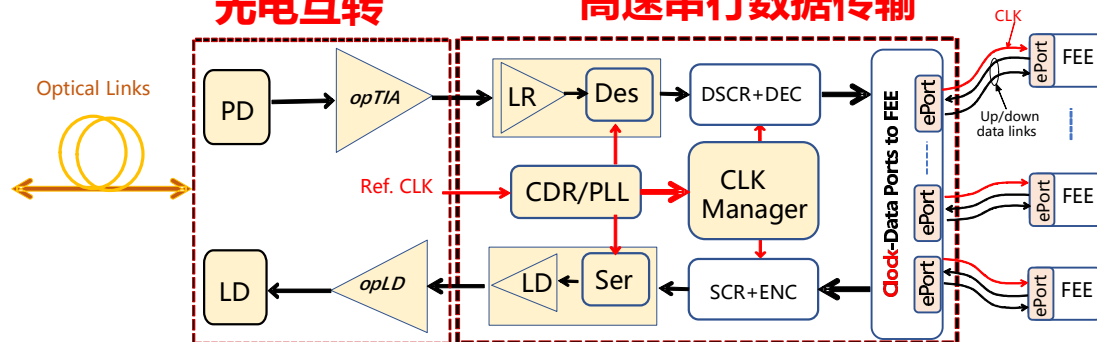 光电互转
高速串行数据传输
CLK
Optical Links
PD
opTIA
LR
Des
DSCR+DEC
Clock-Data Ports to FEE
ePort
ePort
FEE
Up/down
data links
Ref. CLK
CDR/PLL
CLK
Manager
ePort
ePort
FEE
LD
opLD
LD
Ser
SCR+ENC
ePort
ePort
FEE